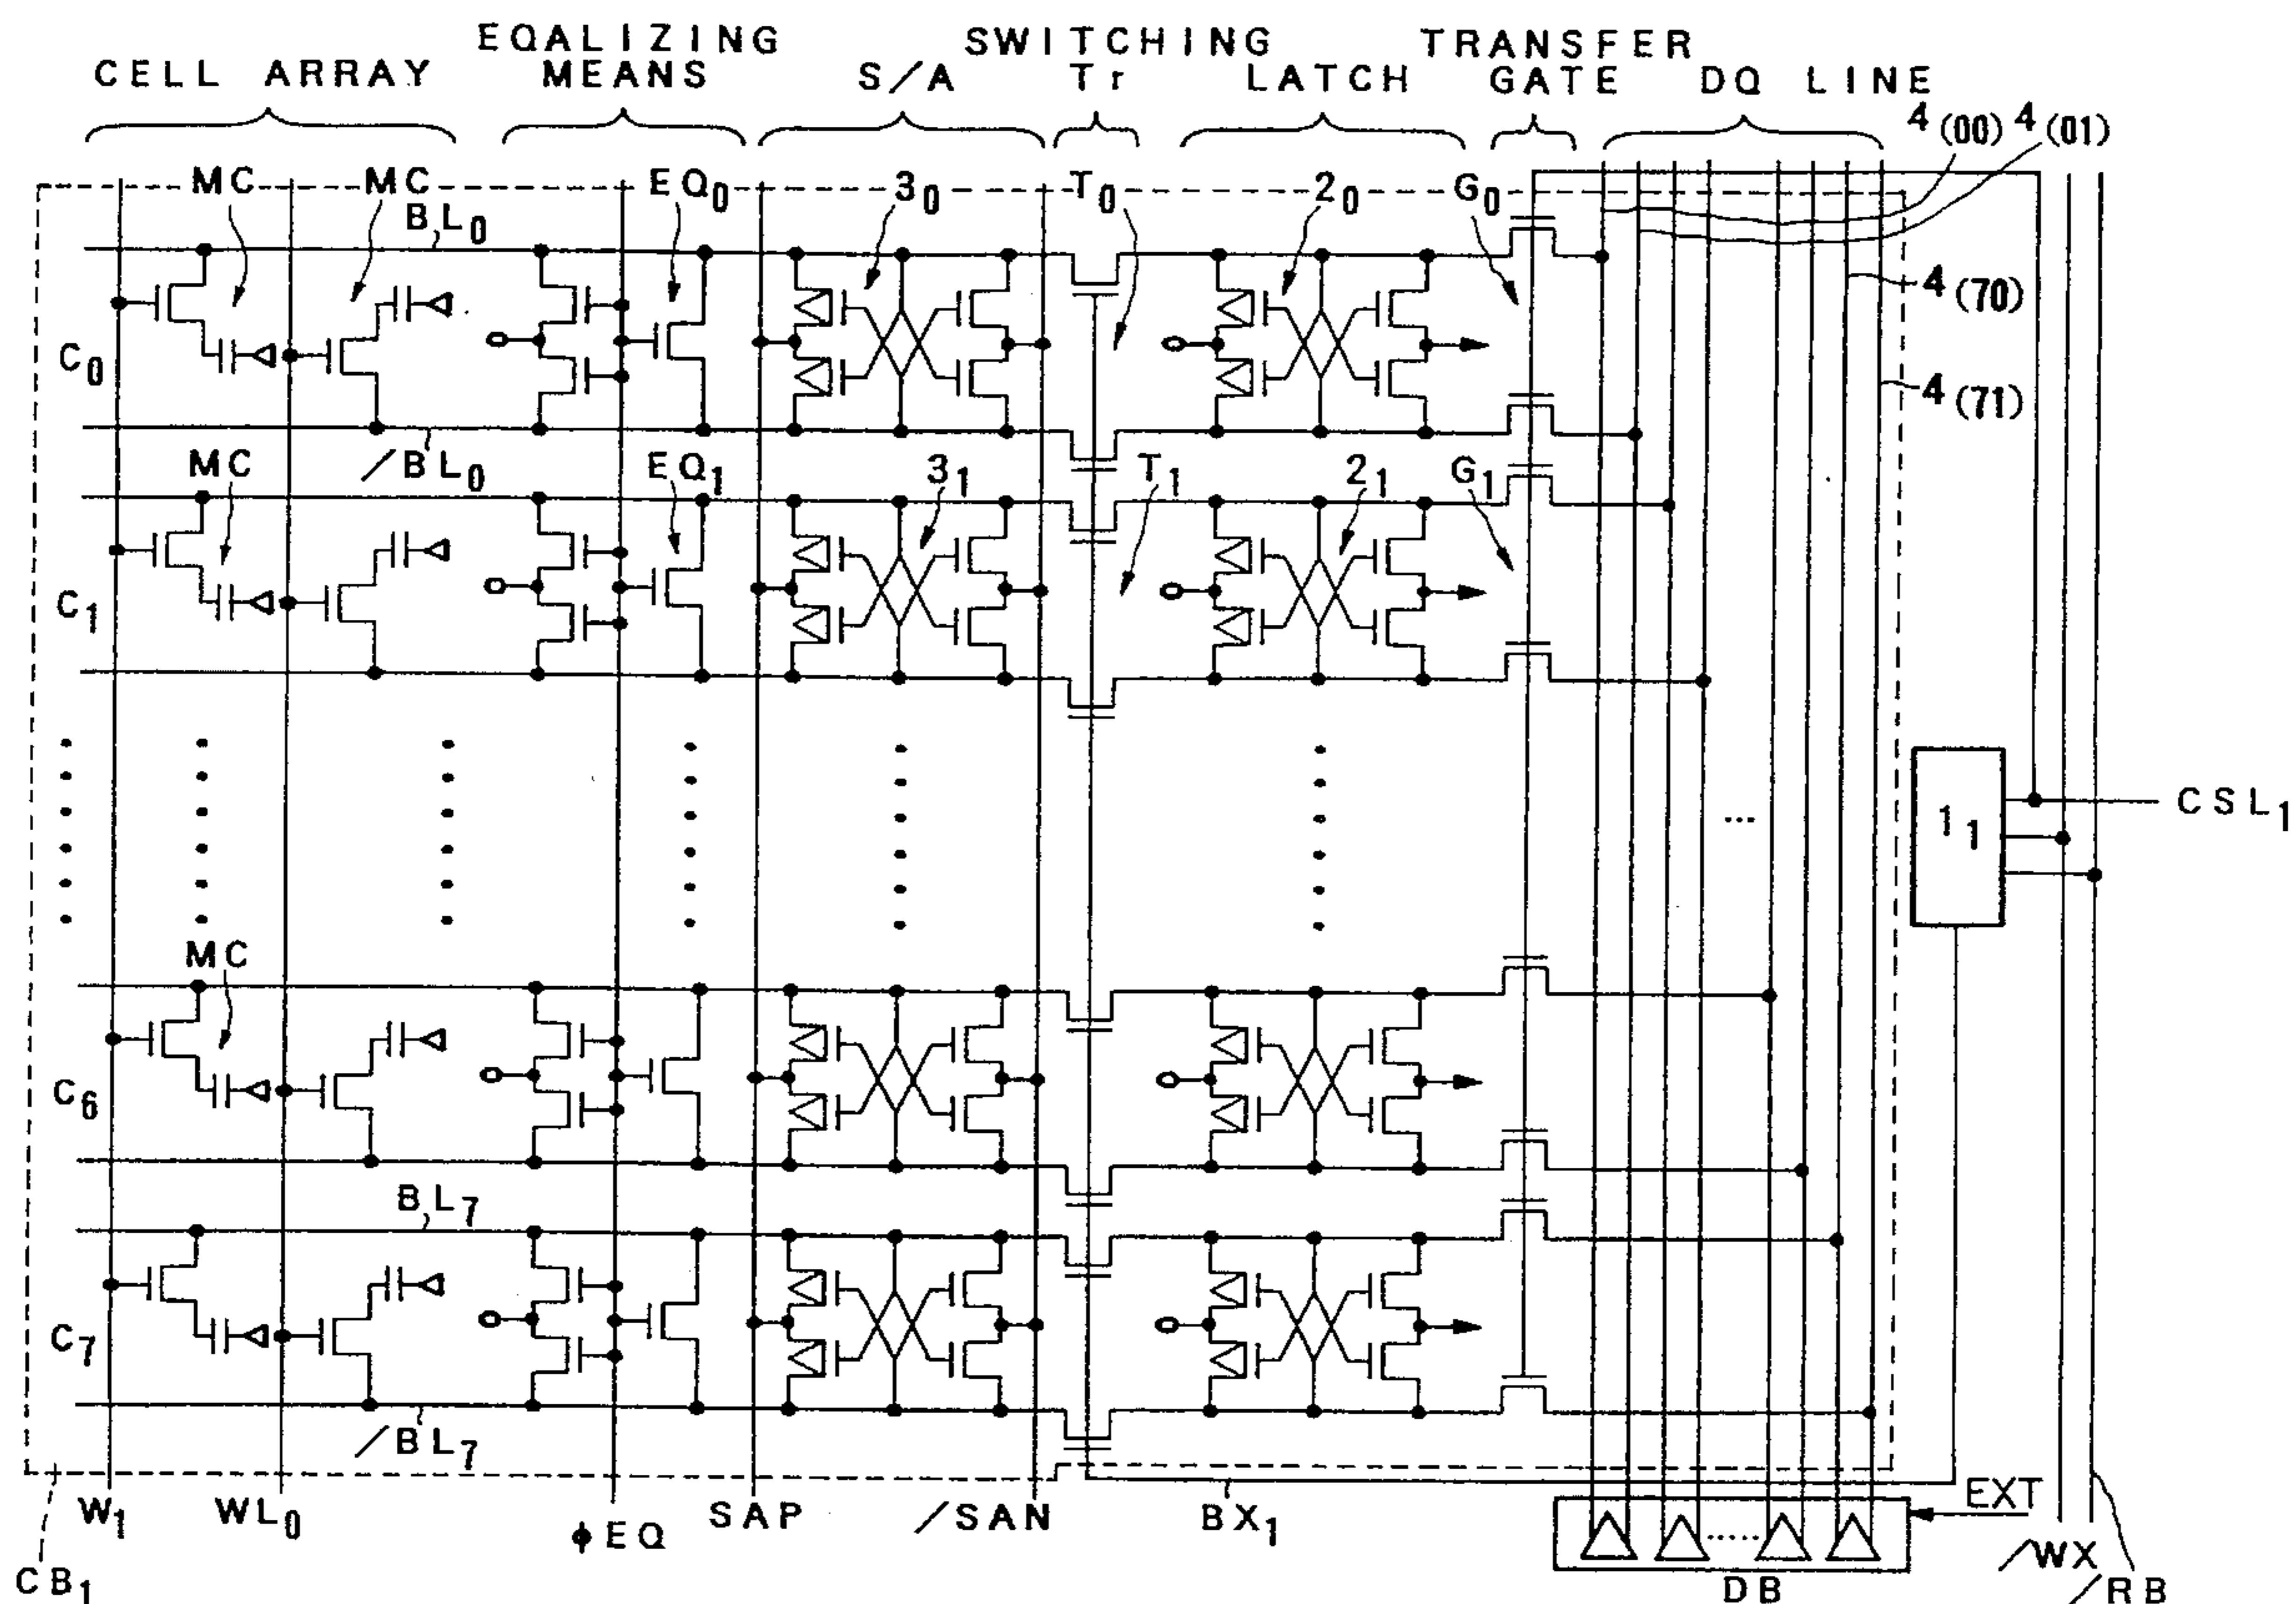 EQALIZING SWITCHING TRANSFER
CELL ARRAY MEANS S/A Tr LATCH GATE DQ LINE
4(00) 4(01)
MC MC EQ0 30 T0 20 G0
BL0
4(70)
C0
4(71)
/BL0
MC EQ1 31 T1 21 G1
C1
11 CSL1
MC
C6
BL7
C7
/BL7
W1 WL0 φEQ SAP /SAN BX1 EXT
CB1 DB /WX /RB